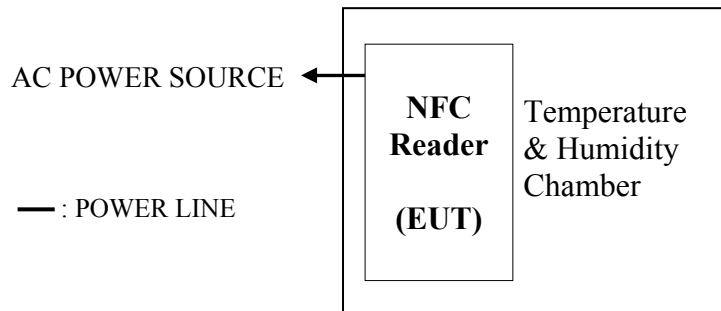 AC POWER SOURCE
NFC
Reader
(EUT)
Temperature
& Humidity
Chamber
: POWER LINE